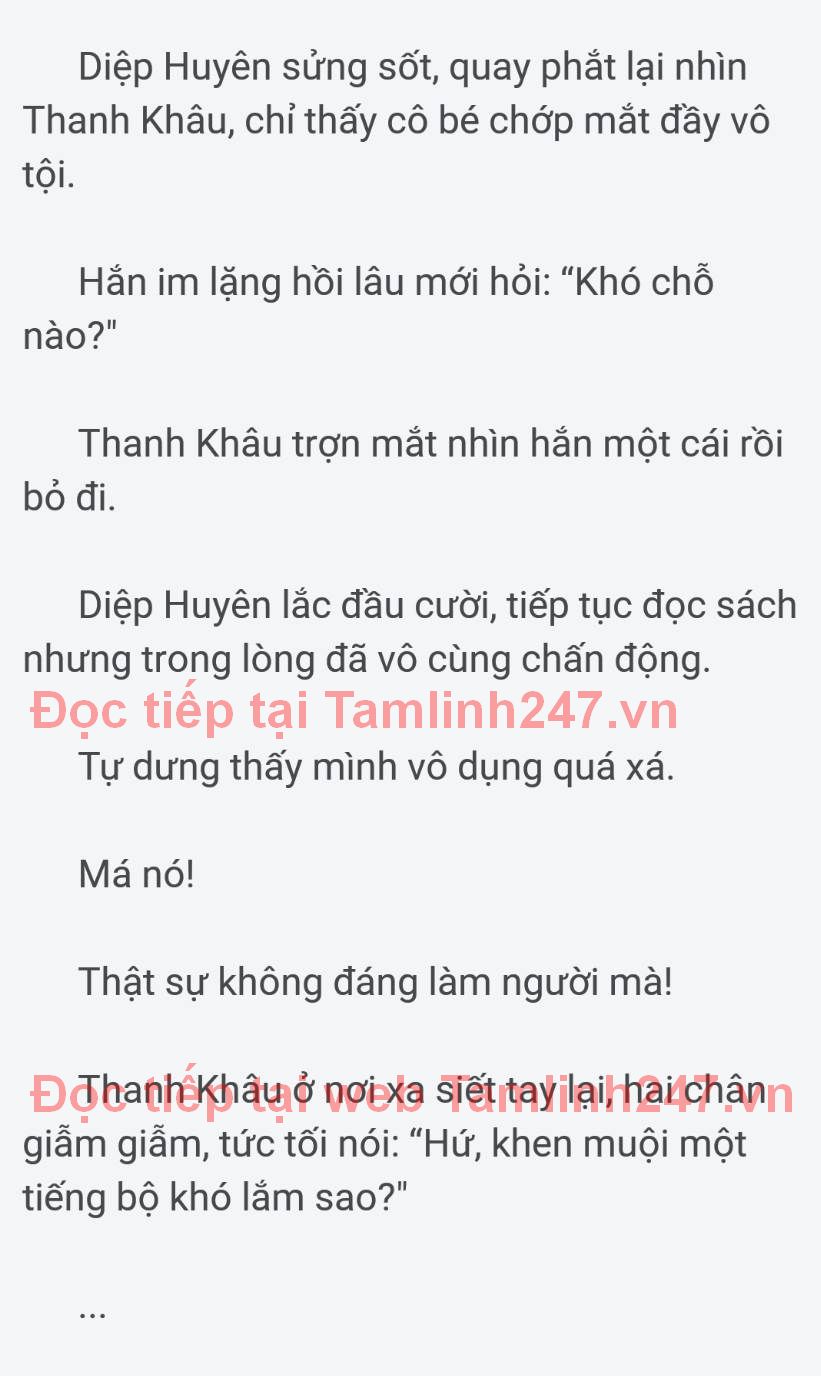 Diệp Huyên sửng sốt, quay phắt lại nhìn
Thanh Khâu, chỉ thấy cô bé chớp mắt đầy vô
tội.
Hắn im lặng hồi lâu mới hỏi: “Khó chỗ
nào?"
Thanh Khâu trợn mắt nhìn hắn một cái rồi
bỏ đi.
Diệp Huyên lắc đầu cười, tiếp tục đọc sách
nhưng trong lòng đã vô cùng chấn động.
Đọc tiếp tại Tamlinh247.vn
Tự dưng thấy mình vô dụng quá xá.
Má nó!
Thật sự không đáng làm người mà!
Thanh Khâu ở nơi xa siết tay lại, hai chân
Đọc tiếp tại web Tamlinh247.vn
giẫm giẫm, tức tối nói: “Hứ, khen muội một
tiếng bộ khó lắm sao?"
...